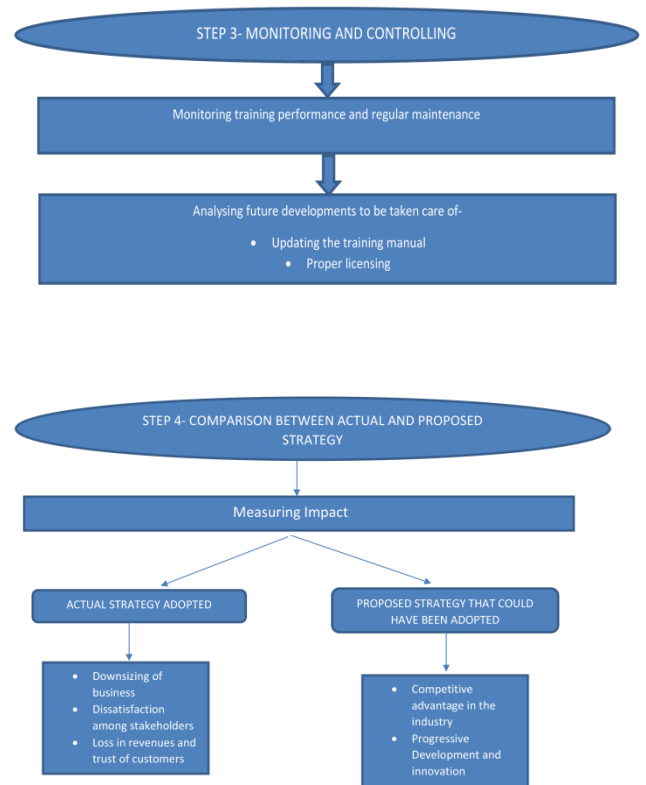 STEP 3- MONITORING AND CONTROLLING
Monitoring training performance and regular maintenance
Analysing future developments to be taken care of-
• Updating the training manual
• Proper licensing
STEP 4- COMPARISON BETWEEN ACTUAL AND PROPOSED
STRATEGY
Measuring Impact
ACTUAL STRATEGY ADOPTED
• Downsizing of
business
• Dissatisfaction
among stakeholders
• Loss in revenues and
trust of customers
PROPOSED STRATEGY THAT COULD
HAVE BEEN ADOPTED
• Competitive
advantage in the
industry
• Progressive
Development and
innovation